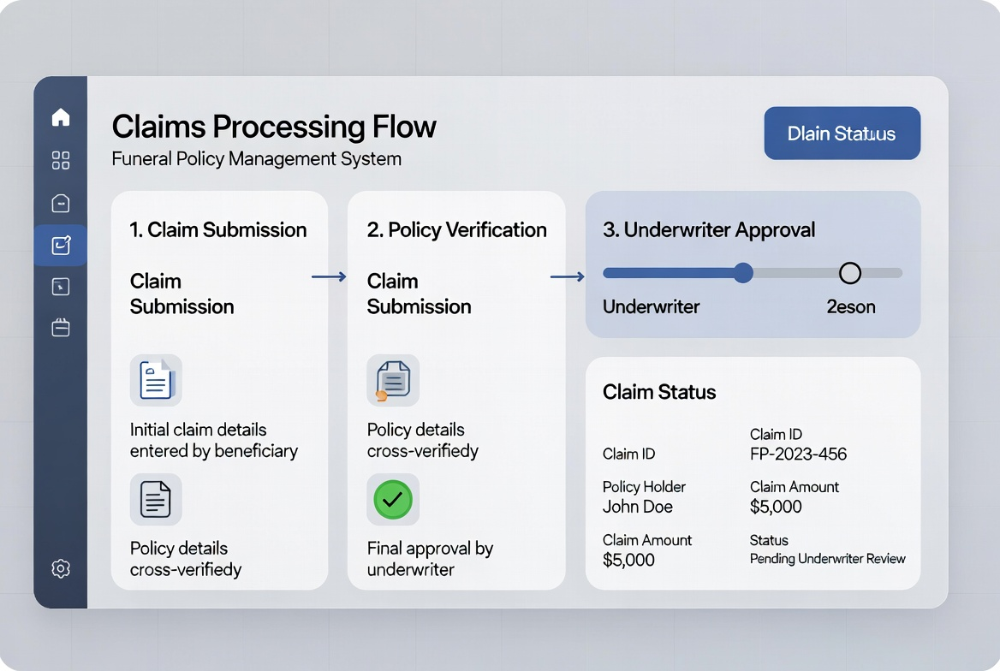 Claims Processing Flow
Funeral Policy Management System
Dlain Statuus
1. Claim Submission
Claim
Submission
Initial claim details
entered by beneficiary
Policy details
cross-verifiedy
2. Policy Verification
Claim
Submission
Policy details
cross-verifiedy
Final approval by
underwriter
3. Underwriter Approval
Underwriter
2eson
Claim Status
Claim ID
Claim ID
FP-2023-456
Policy Holder
John Doe
Claim Amount
$5,000
Claim Amount
$5,000
Status
Pending Underwriter Review